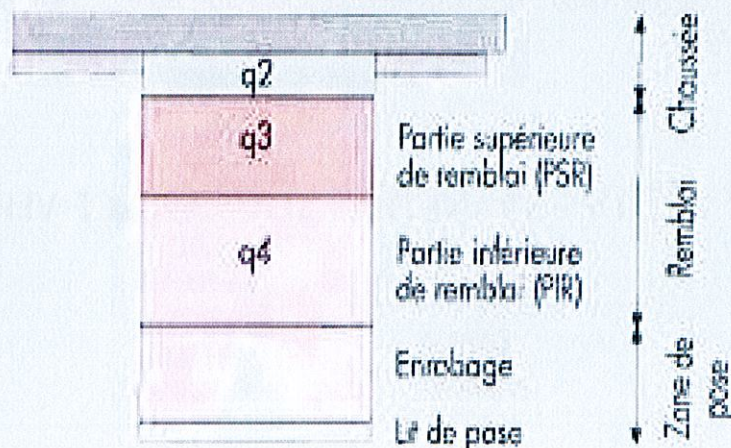 q2
q3
Partie supérieure
de remblai (PSR)
q4
Partie inférieure
de remblai (PIR)
Enrobage
Lit de pose
Chaussée
Remblai
Zone de
pose